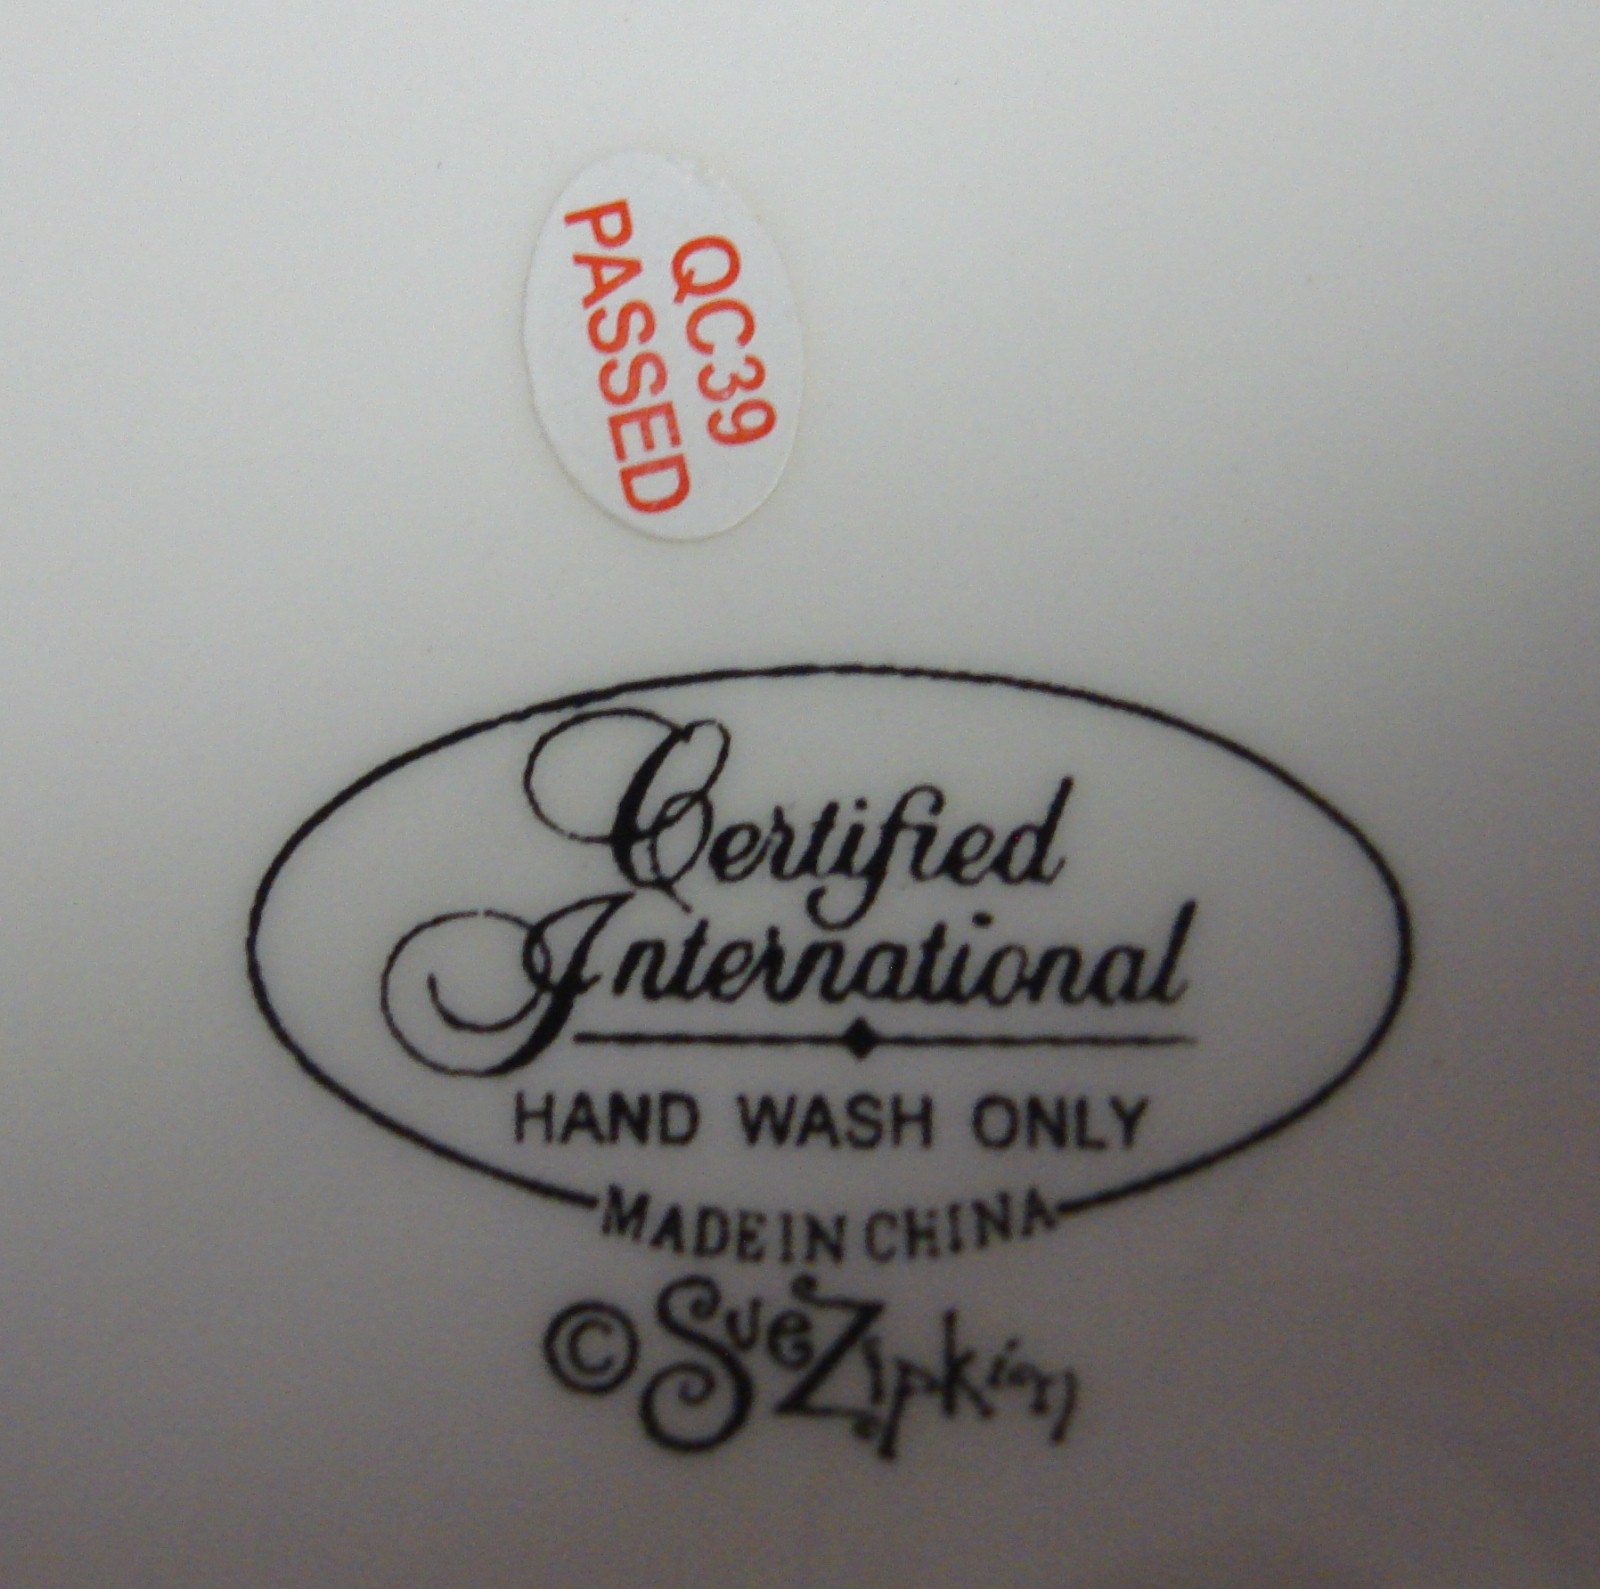 QC39
PASSED
Certified
International
HAND WASH ONLY
MADE IN CHINA
© Sue Zipkin